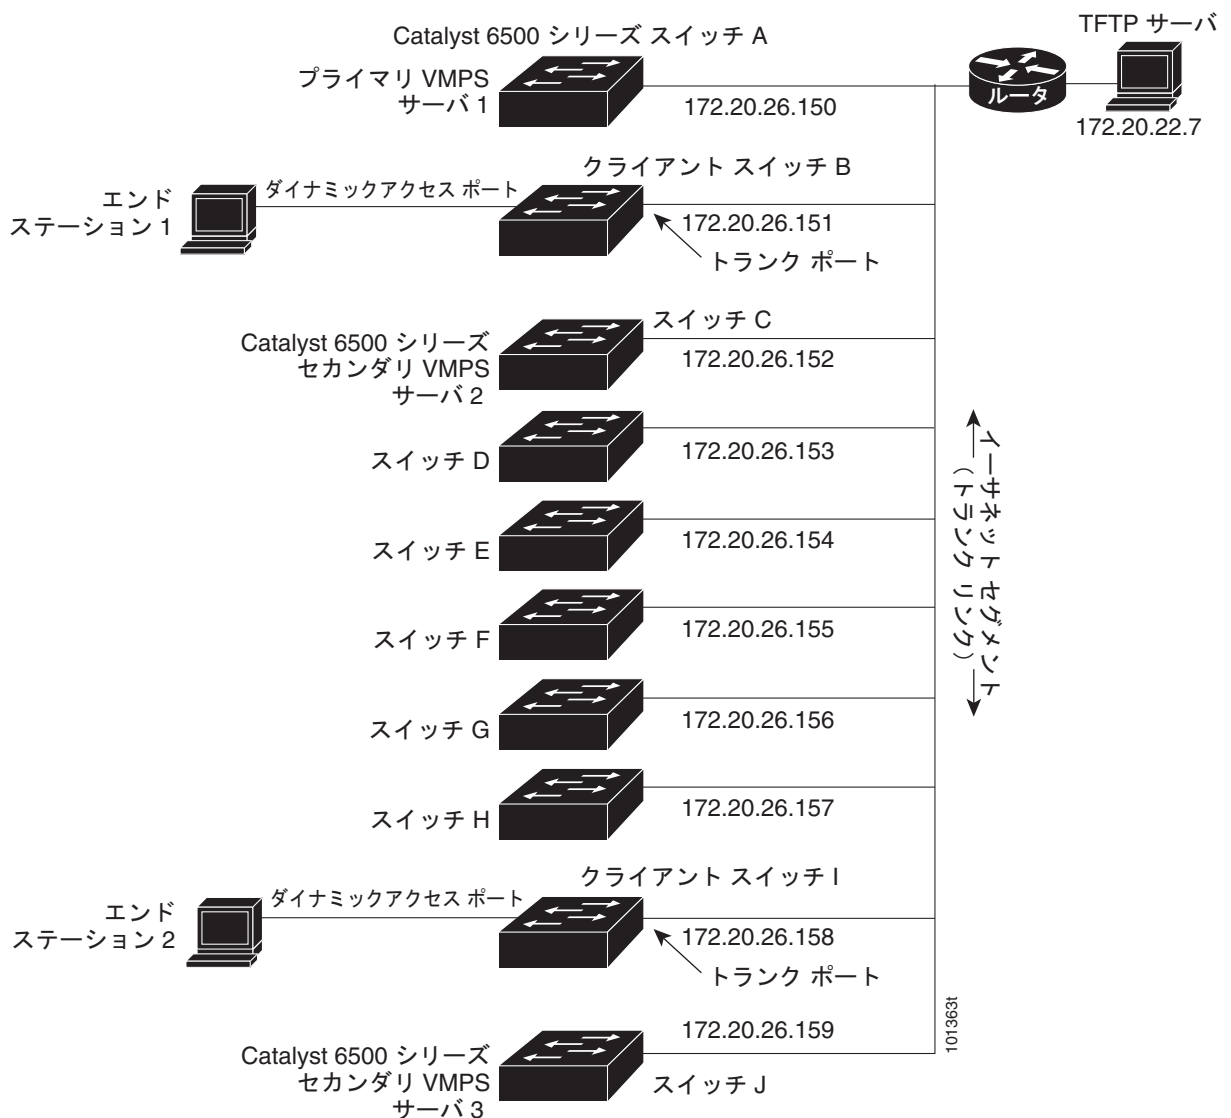 TFTP サーバ
Catalyst 6500 シリーズ スイッチ A
プライマリ VMPS
サーバ 1
172.20.26.150
ルータ
172.20.22.7
クライアント スイッチ B
ダイナミックアクセス ポート
エンド
ステーション 1
172.20.26.151
トランク ポート
スイッチ C
Catalyst 6500 シリーズ
セカンダリ VMPS
サーバ 2
172.20.26.152
スイッチ D
172.20.26.153
イーサネット セグメント
(トランク リンク)
スイッチ E
172.20.26.154
スイッチ F
172.20.26.155
スイッチ G
172.20.26.156
スイッチ H
172.20.26.157
クライアント スイッチ I
ダイナミックアクセス ポート
エンド
ステーション 2
172.20.26.158
トランク ポート
101363t
172.20.26.159
Catalyst 6500 シリーズ
セカンダリ VMPS
サーバ 3
スイッチ J